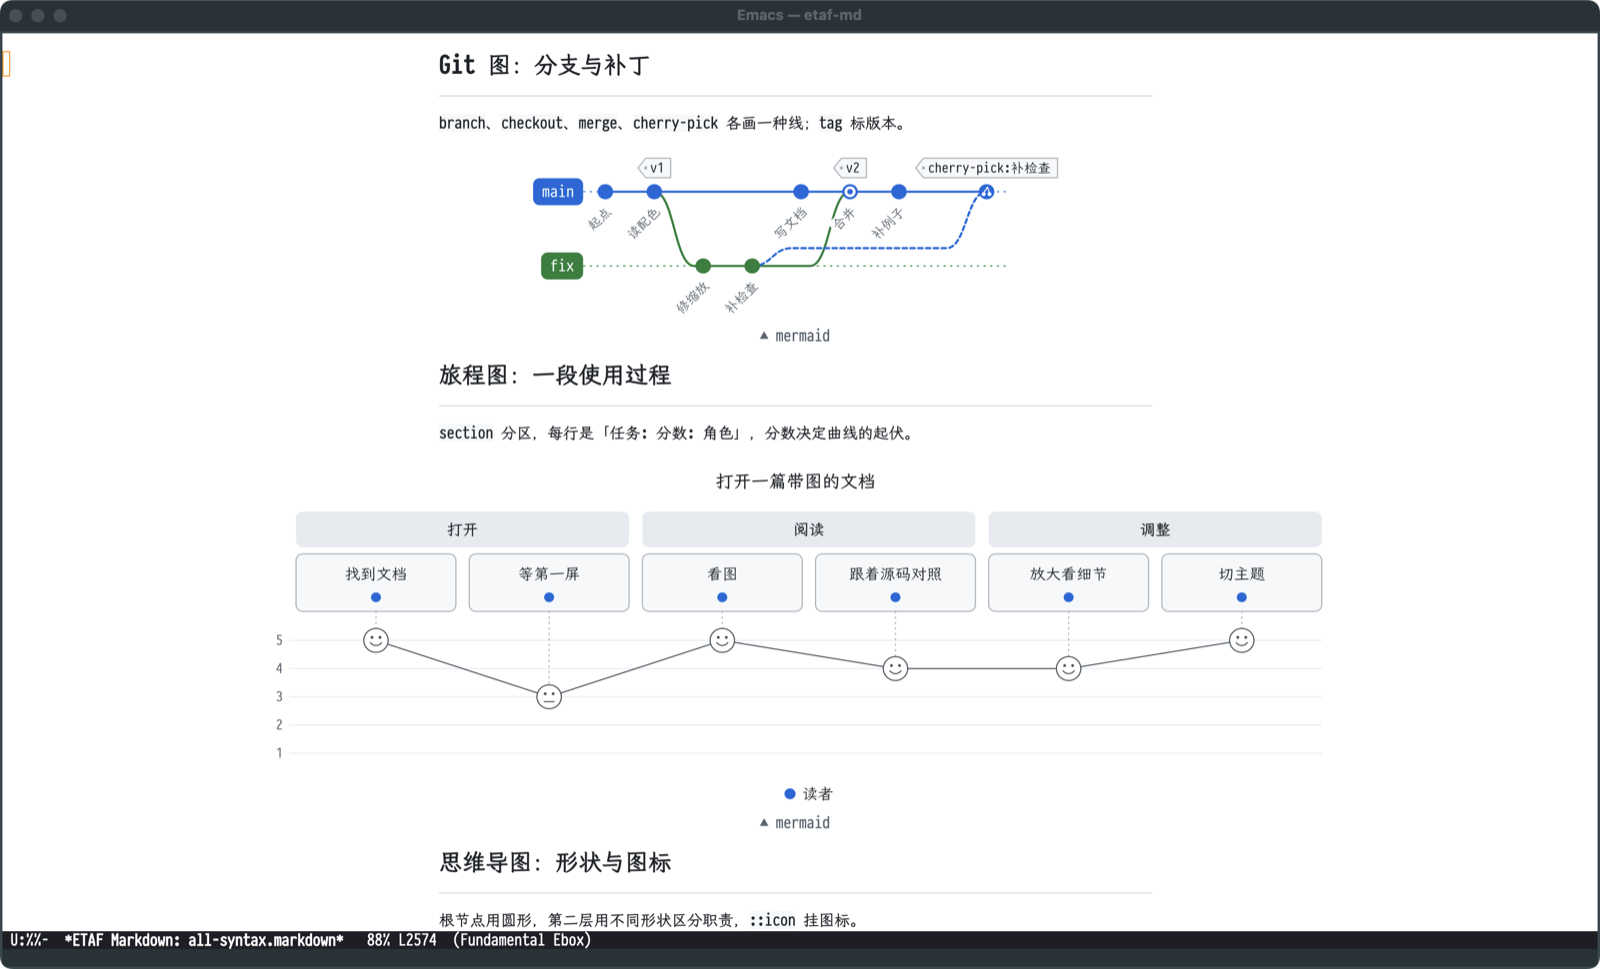 Emacs — etaf-md
Git 图：分支与补丁
branch、checkout、merge、cherry-pick 各画一种线；tag 标版本。
v1
v2
cherry-pick:补检查
main
起点
读配色
写文档
合并
补例子
fix
修缩放
补检查
▲ mermaid
旅程图：一段使用过程
section 分区，每行是「任务：分数：角色」，分数决定曲线的起伏。
打开一篇带图的文档
打开
阅读
调整
找到文档
等第一屏
看图
跟着源码对照
放大看细节
切主题
5
4
3
2
1
读者
▲ mermaid
思维导图：形状与图标
根节点用圆形，第二层用不同形状区分职责，::icon 挂图标。
U:%%-  *ETAF Markdown: all-syntax.markdown*   88% L2574  (Fundamental Ebox)